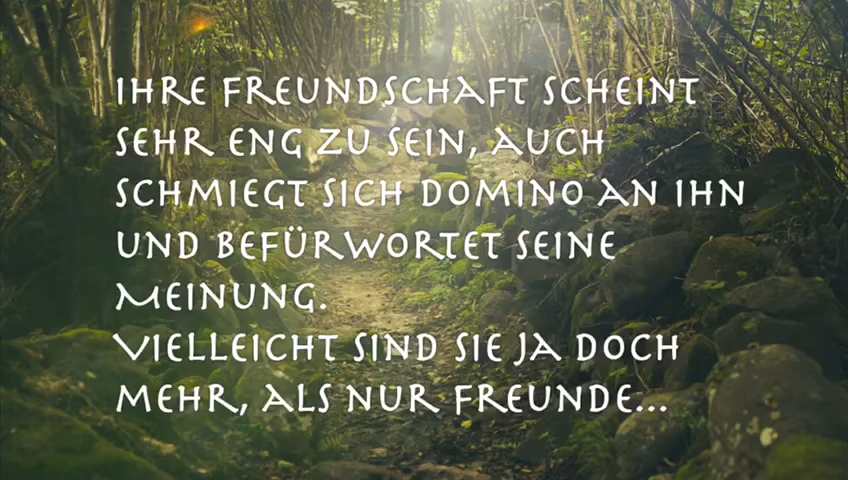 Ihre Freundschaft scheint
sehr eng zu sein, auch
schmiegt sich Domino an ihn
und befürwortet seine
Meinung.
Vielleicht sind sie ja doch
mehr, als nur Freunde...